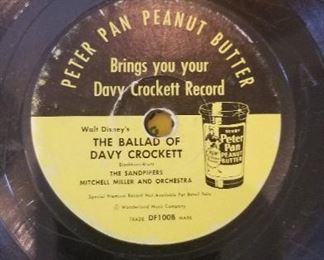 PETER PAN PEANUT BUTTER
Brings you your
Davy Crockett Record
Walt Disney's
THE BALLAD OF
DAVY CROCKETT
THE SANDPIPERS
MITCHELL MILLER AND ORCHESTRA
Special Premium Record Not Available For Retail Sale
© Wonderland Music Company
TRADE DF100B MARK
Peter
Pan
PEANUT
BUTTER